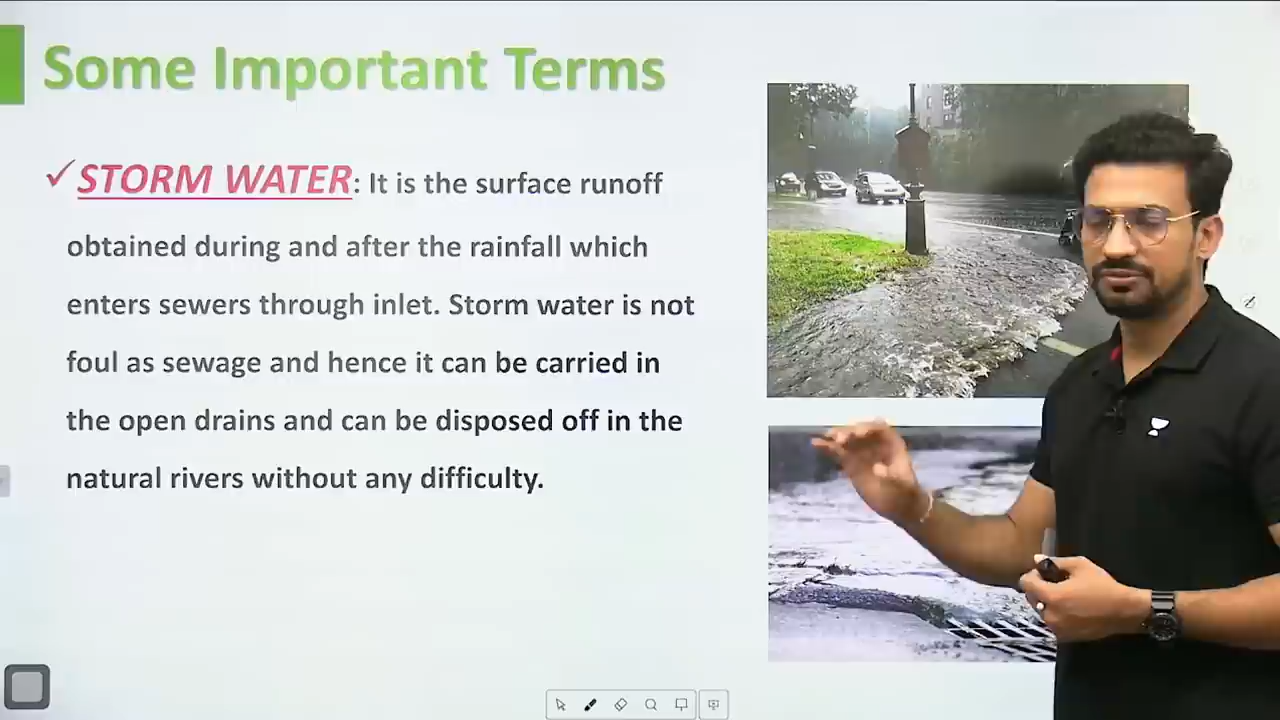 Some Important Terms
✓STORM WATER: It is the surface runoff
obtained during and after the rainfall which
enters sewers through inlet. Storm water is not
foul as sewage and hence it can be carried in
the open drains and can be disposed off in the
natural rivers without any difficulty.